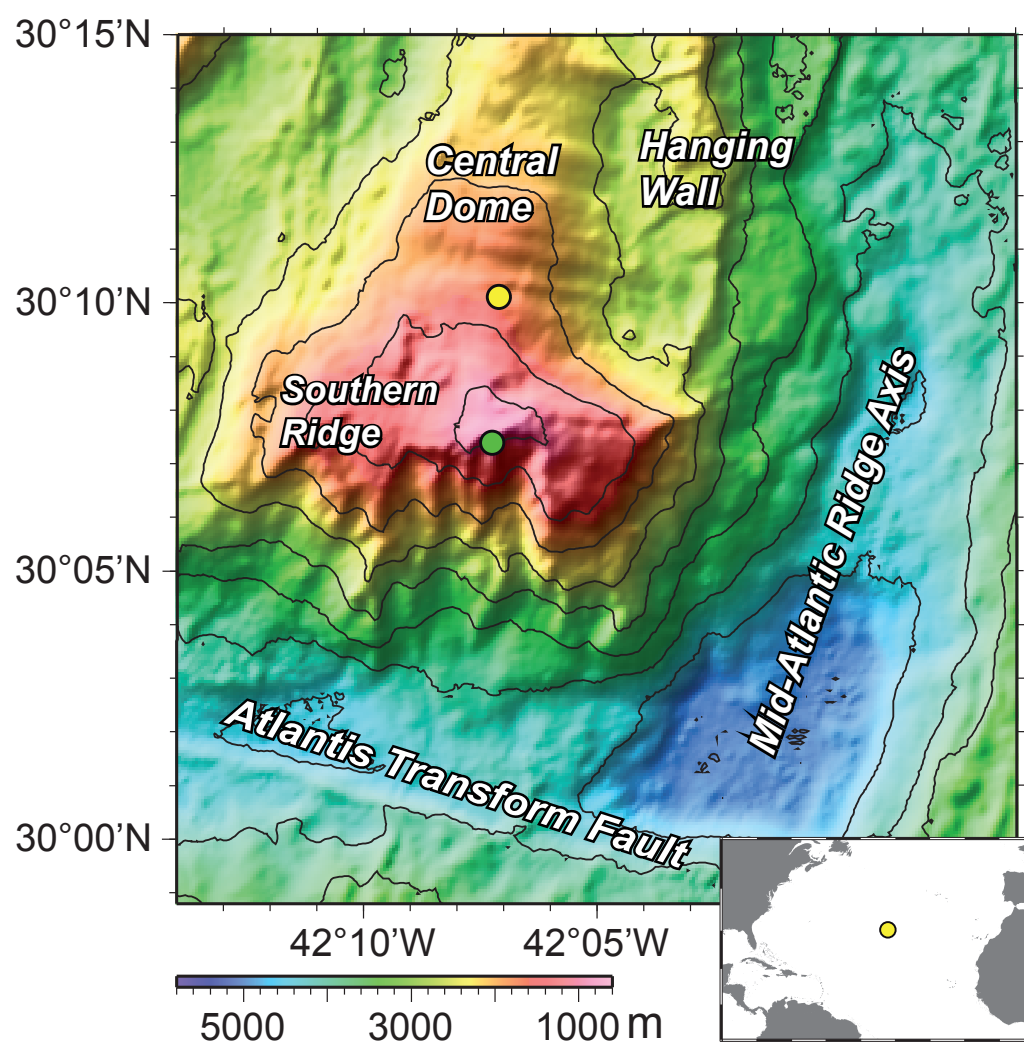 30°15’N
Central
Dome
Hanging
Wall
30°10’N
Southern
Ridge
Mid-Atlantic Ridge Axis
30°05’N
Atlantis Transform Fault
30°00’N
42°10’W 42°05’W
5000 3000 1000 m